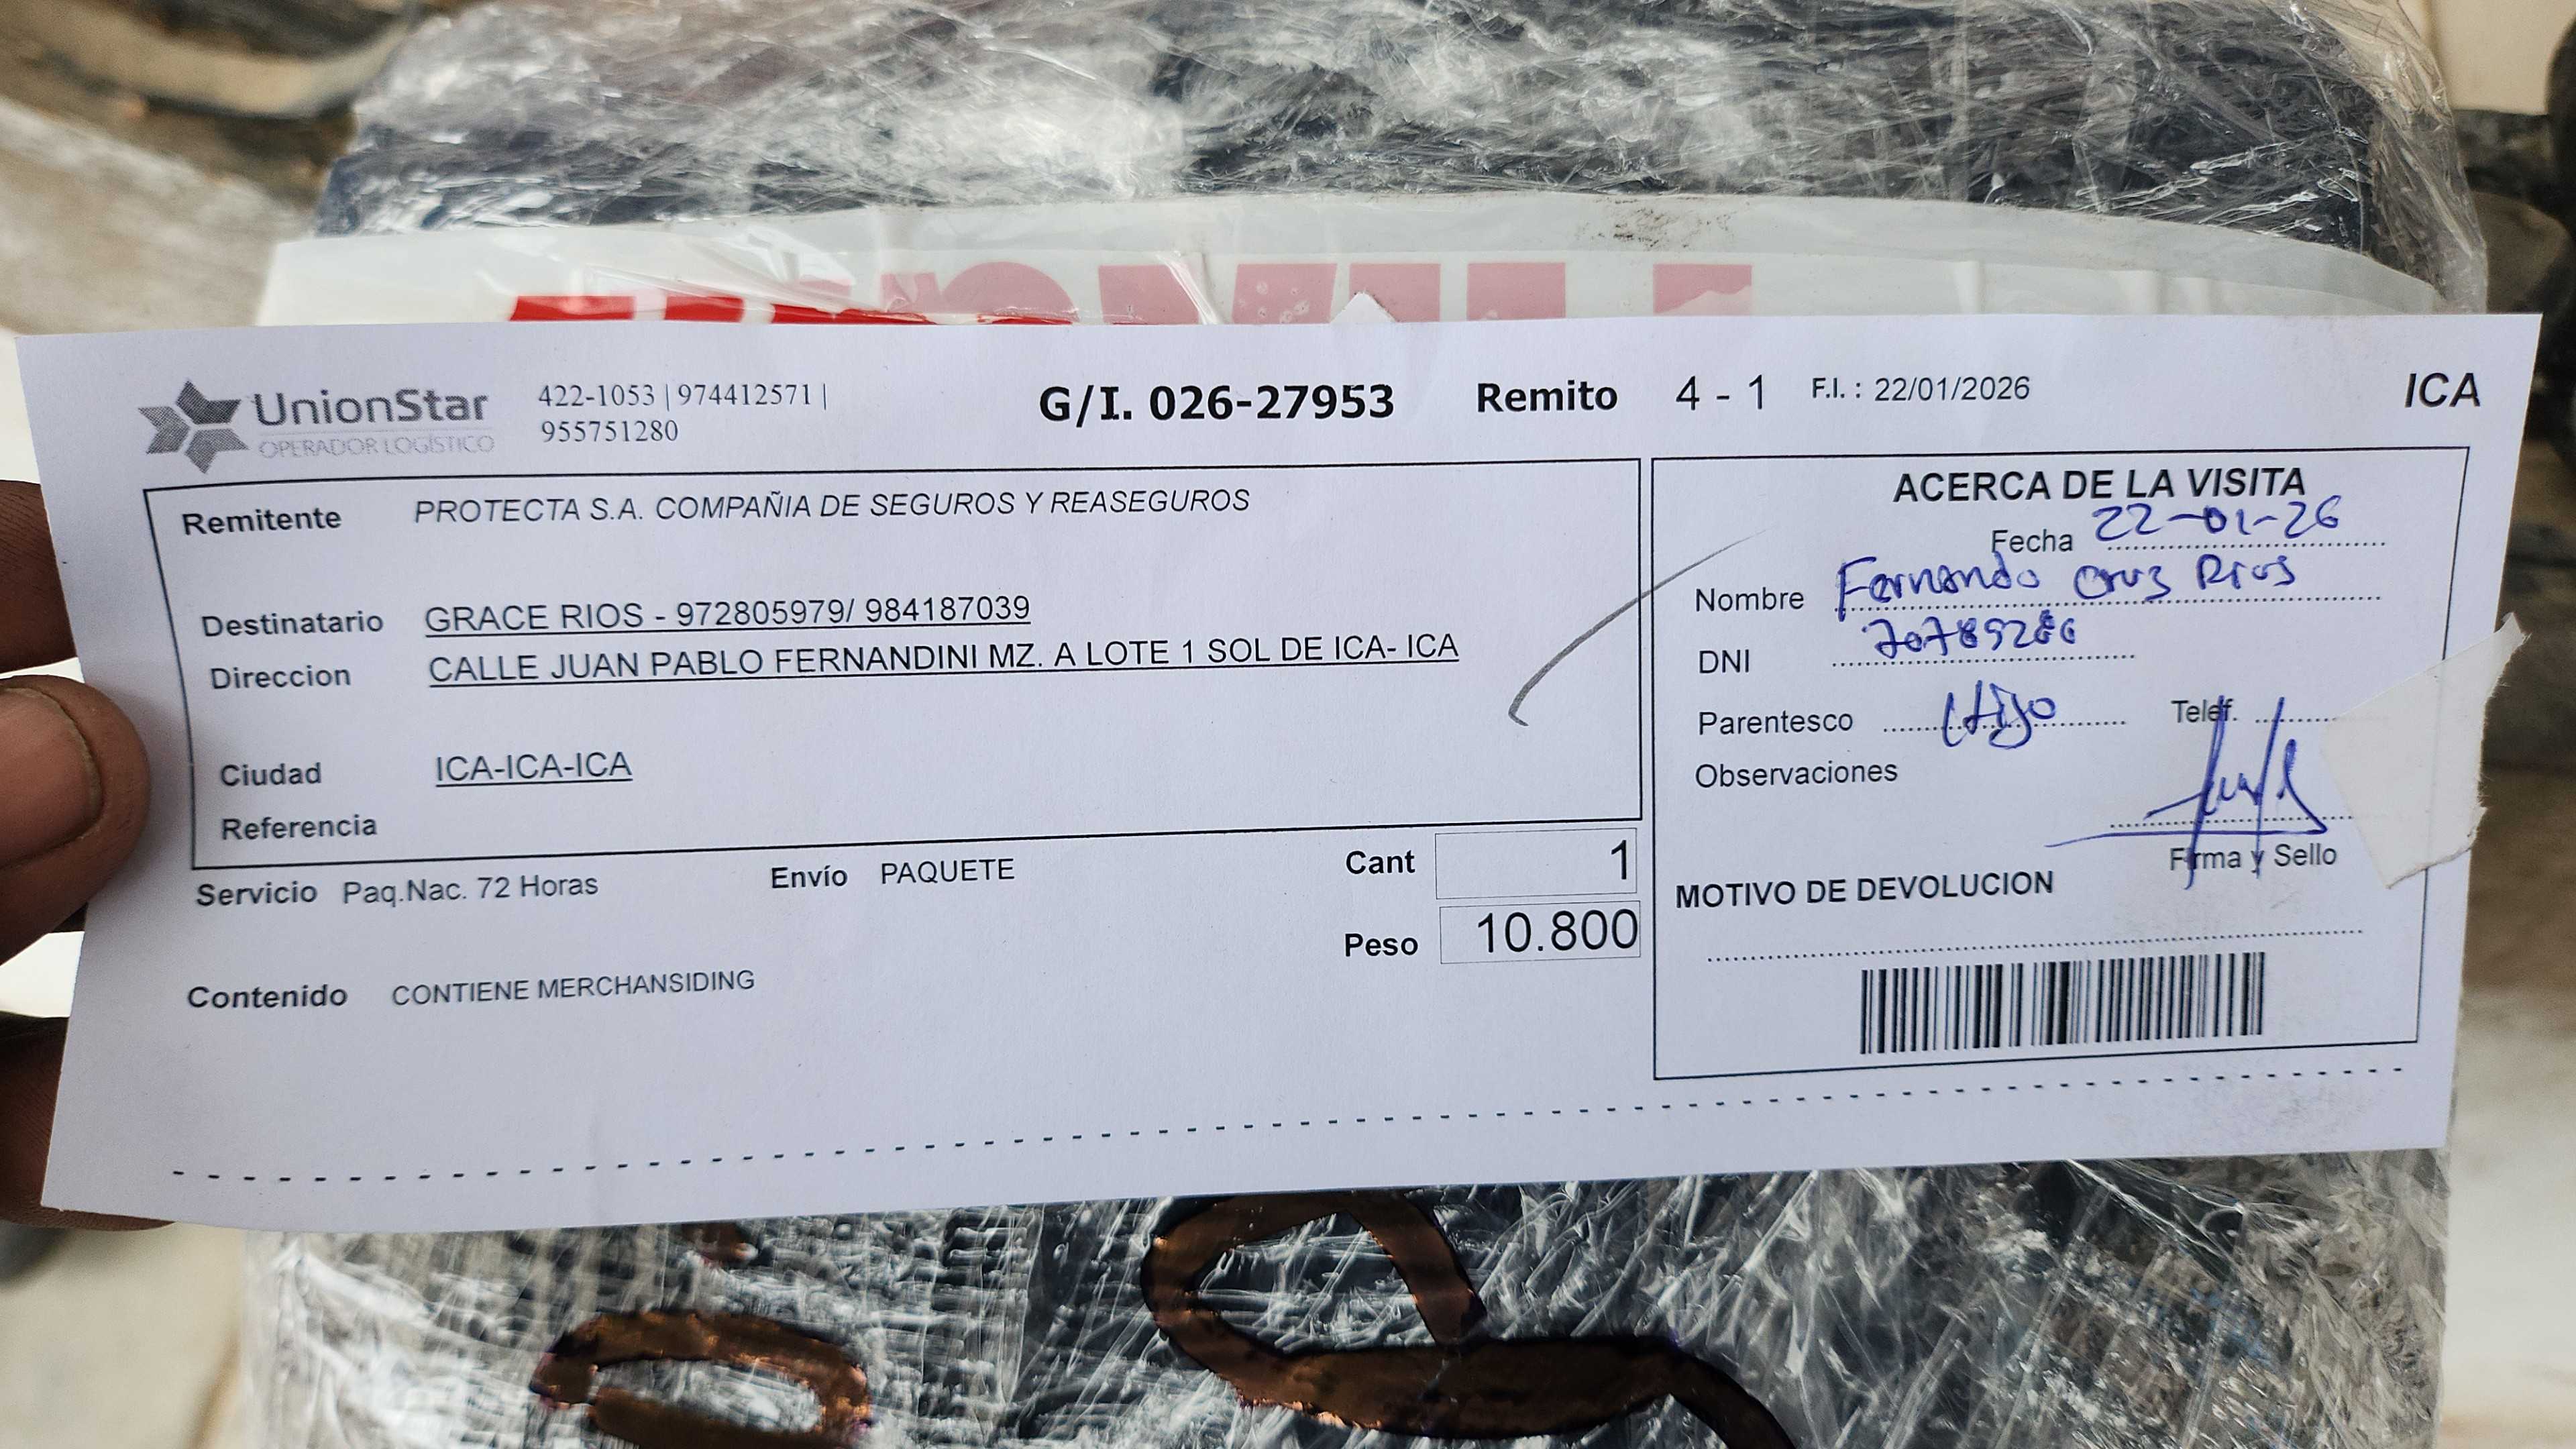 UnionStar
OPERADOR LOGÍSTICO
422-1053 | 974412571 |
955751280
G/I. 026-27953 Remito 4 - 1 F.I. : 22/01/2026 ICA
Remitente PROTECTA S.A. COMPAÑIA DE SEGUROS Y REASEGUROS
Destinatario GRACE RIOS - 972805979/ 984187039
Direccion CALLE JUAN PABLO FERNANDINI MZ. A LOTE 1 SOL DE ICA- ICA
Ciudad ICA-ICA-ICA
Referencia
Servicio Paq.Nac. 72 Horas Envío PAQUETE Cant 1
Peso 10.800
Contenido CONTIENE MERCHANSIDING
ACERCA DE LA VISITA
Fecha 22-01-26
Nombre Fernando Cruz Rios
DNI
Parentesco Hijo Telef.
Observaciones
Firma y Sello
MOTIVO DE DEVOLUCION